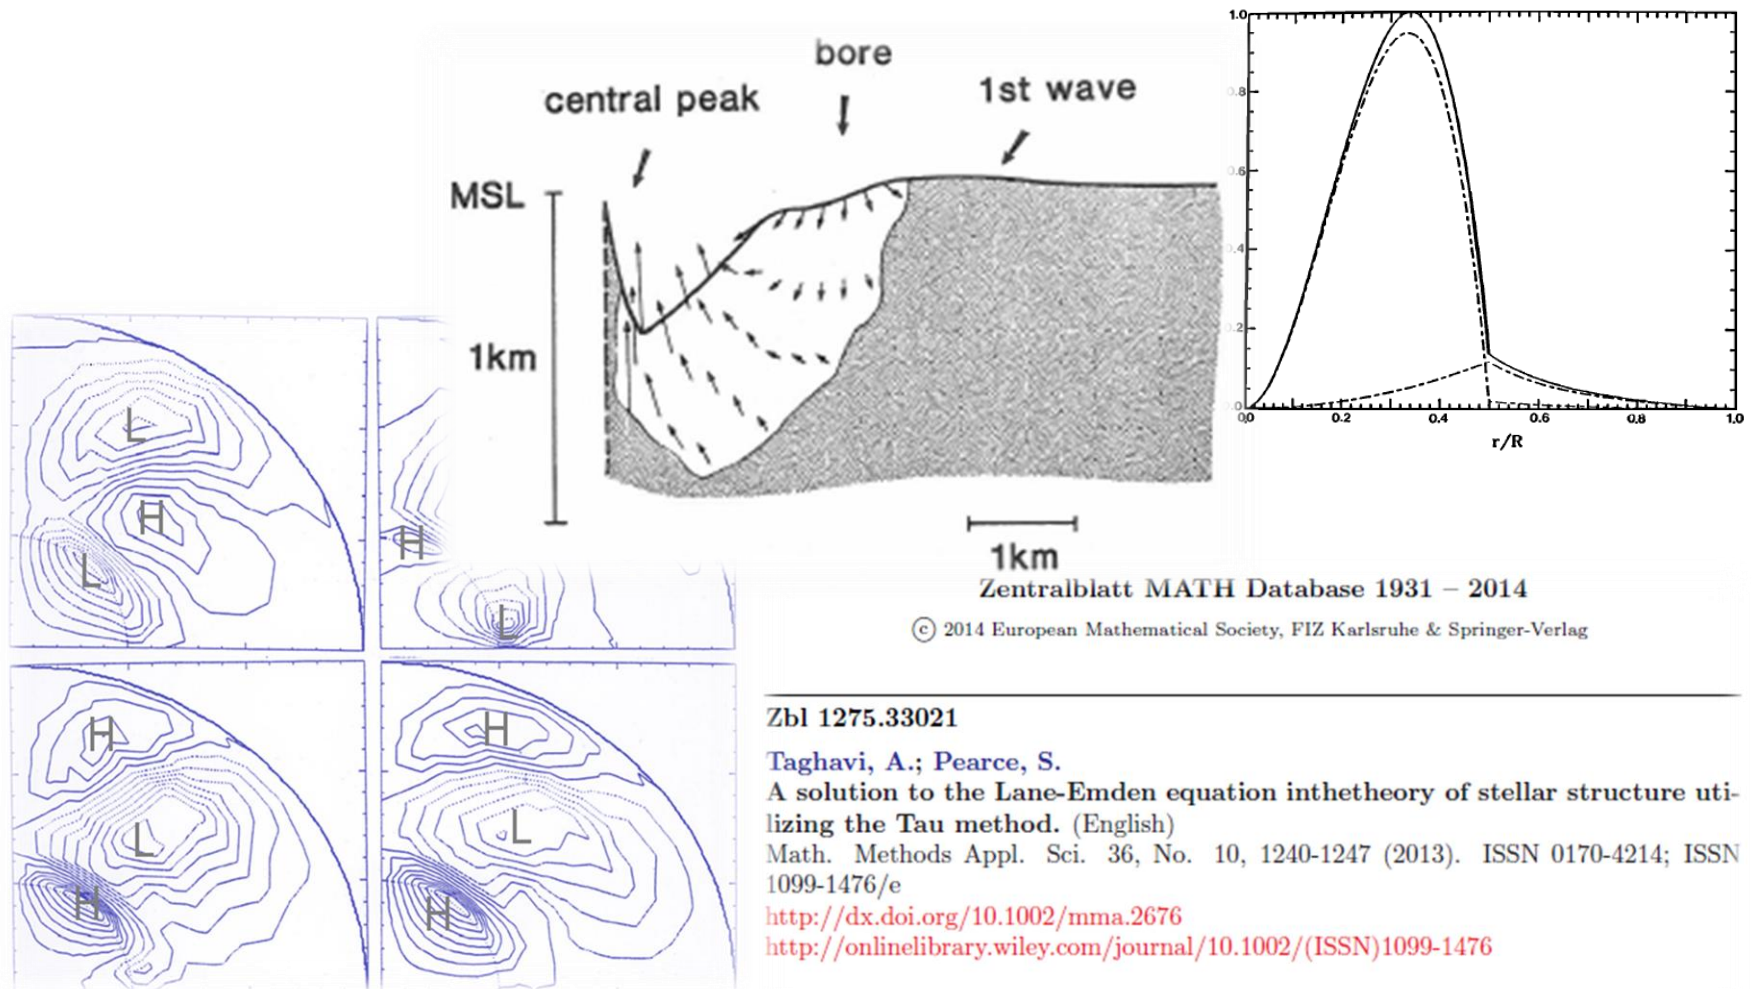 bore
central peak
1st wave
MSL
1km
1km
1.0
0.8
0.6
0.4
0.2
0.0
0.0
0.2
0.4
0.6
0.8
1.0
r/R
L
H
L
H
L
H
L
H
H
L
H
Zentralblatt MATH Database 1931 – 2014
© 2014 European Mathematical Society, FIZ Karlsruhe & Springer-Verlag
Zbl 1275.33021
Taghavi, A.; Pearce, S.
A solution to the Lane-Emden equation inthetheory of stellar structure uti-
lizing the Tau method. (English)
Math. Methods Appl. Sci. 36, No. 10, 1240-1247 (2013). ISSN 0170-4214; ISSN
1099-1476/e
http://dx.doi.org/10.1002/mma.2676
http://onlinelibrary.wiley.com/journal/10.1002/(ISSN)1099-1476